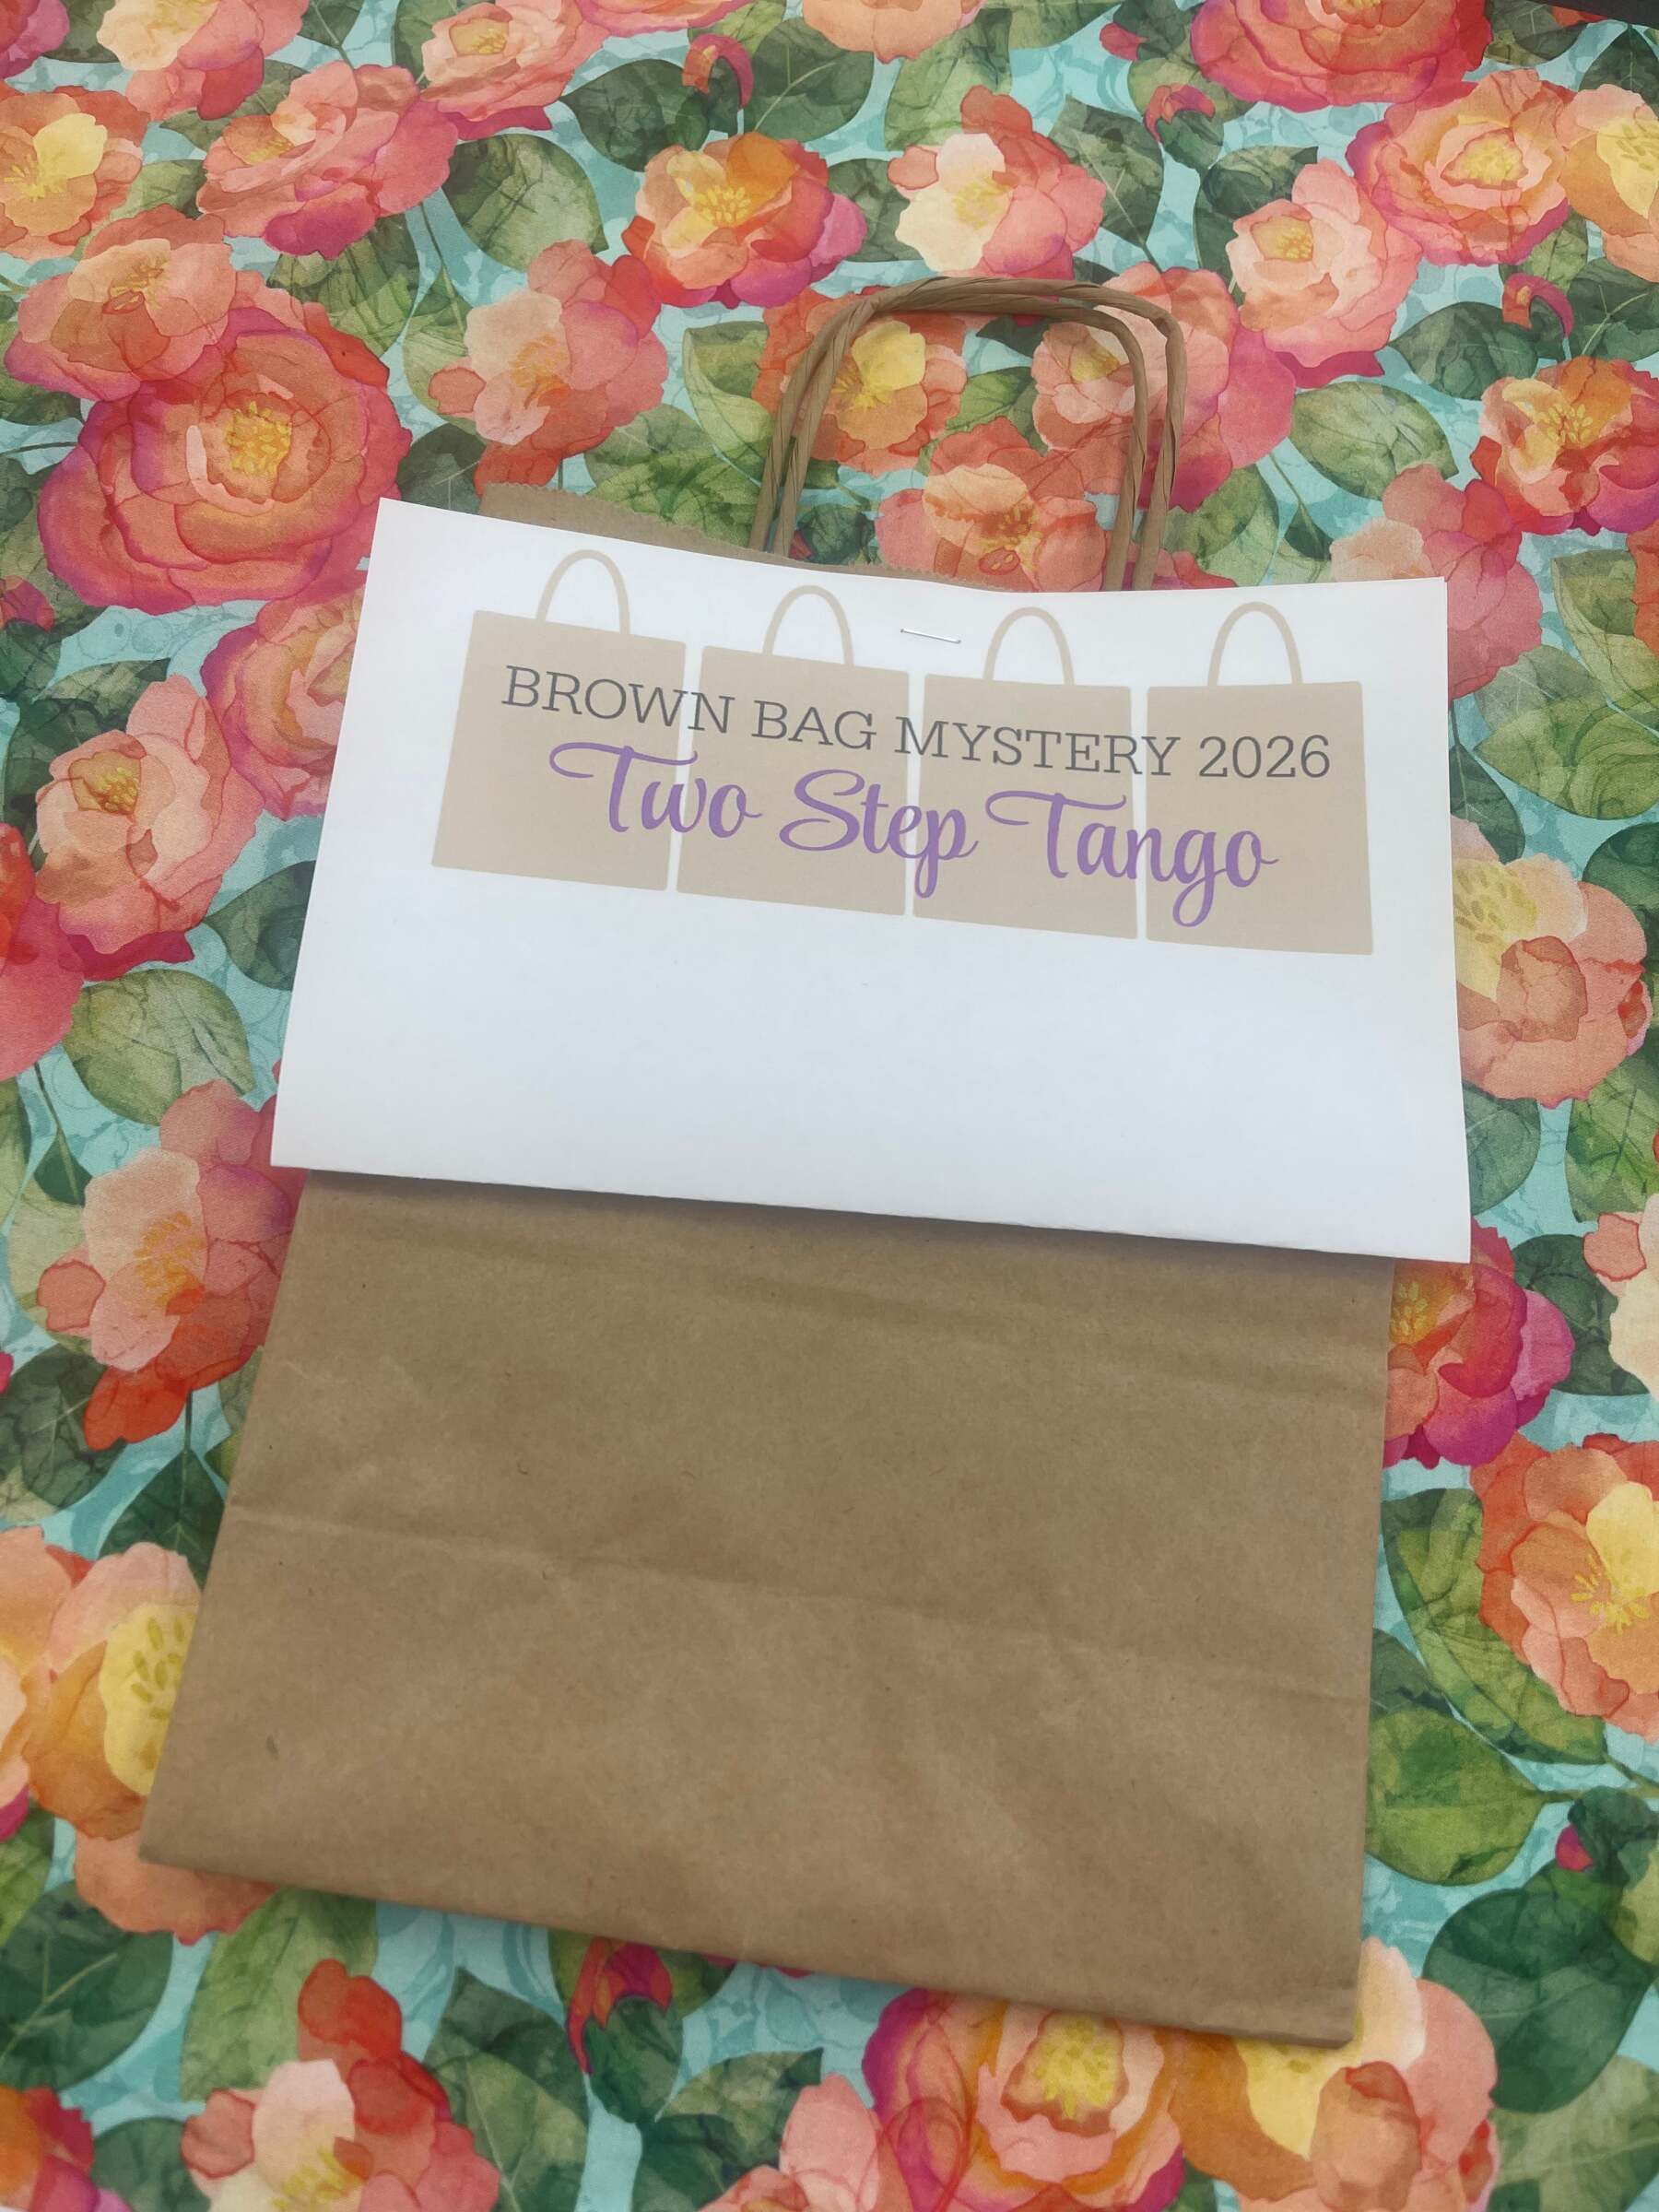 BROWN BAG MYSTERY 2026
Two Step Tango